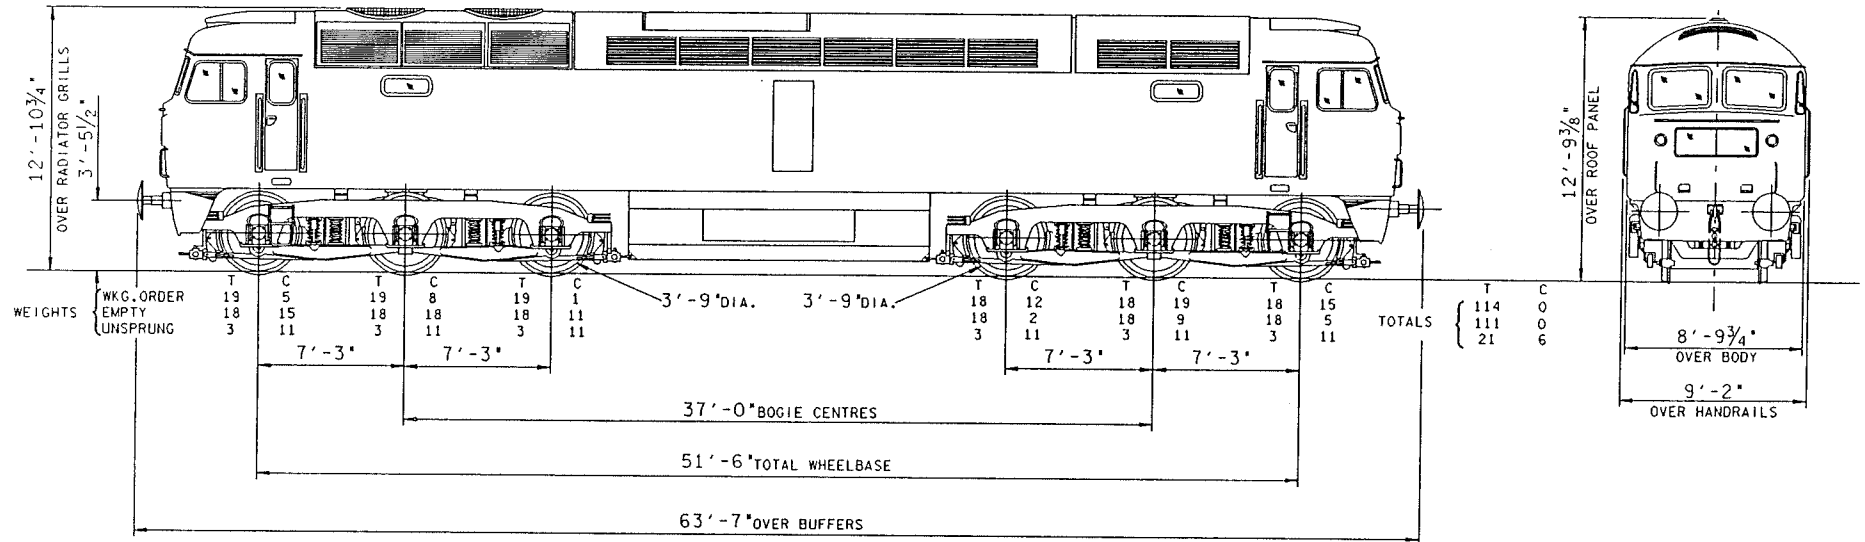 12'-10¾"
OVER RADIATOR GRILLS
3'-5½"
12'-9⅜"
OVER ROOF PANEL
T C T C T C T C T C T C T C
WEIGHTS
WKG.ORDER 19 5 19 8 19 1 18 12 18 19 18 15
EMPTY 18 15 18 18 18 11 18 2 18 9 18 5
UNSPRUNG 3 11 3 11 3 11 3 11 3 11 3 11
3'-9"DIA. 3'-9"DIA.
TOTALS
114 0
111 0
21 6
7'-3" 7'-3" 7'-3" 7'-3"
8'-9¾"
OVER BODY
9'-2"
OVER HANDRAILS
37'-0"BOGIE CENTRES
51'-6"TOTAL WHEELBASE
63'-7"OVER BUFFERS